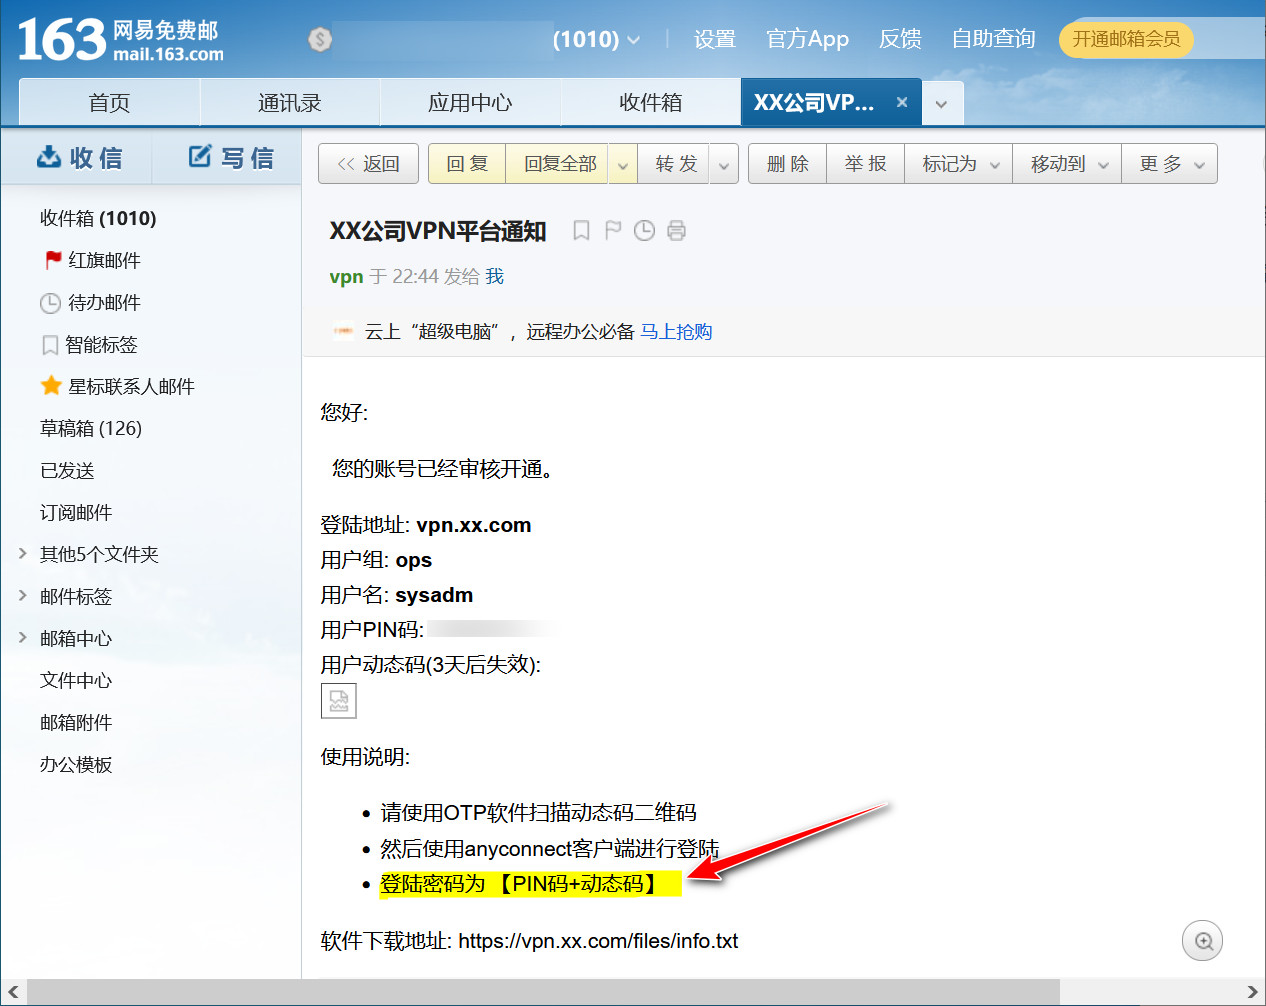 163 网易免费邮
mail.163.com
(1010)
设置 官方App 反馈 自助查询 开通邮箱会员
首页 通讯录 应用中心 收件箱 XX公司VP...
收信 写信
<< 返回 回复 回复全部 转发 删除 举报 标记为 移动到 更多
收件箱 (1010)
红旗邮件
待办邮件
智能标签
星标联系人邮件
草稿箱 (126)
已发送
订阅邮件
其他5个文件夹
邮件标签
邮箱中心
文件中心
邮箱附件
办公模板
XX公司VPN平台通知
vpn 于 22:44 发给 我
云上“超级电脑”，远程办公必备 马上抢购
您好:
您的账号已经审核开通。
登陆地址: vpn.xx.com
用户组: ops
用户名: sysadm
用户PIN码:
用户动态码(3天后失效):
使用说明:
• 请使用OTP软件扫描动态码二维码
• 然后使用anyconnect客户端进行登陆
• 登陆密码为 【PIN码+动态码】
软件下载地址: https://vpn.xx.com/files/info.txt